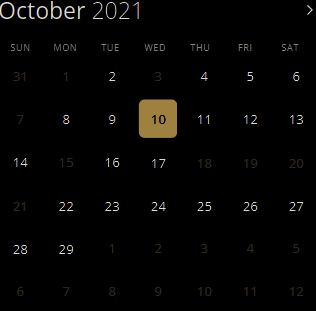 October 2021
SUN MON TUE WED THU FRI SAT
31 1 2 3 4 5 6
7 8 9 10 11 12 13
14 15 16 17 18 19 20
21 22 23 24 25 26 27
28 29 1 2 3 4 5
6 7 8 9 10 11 12